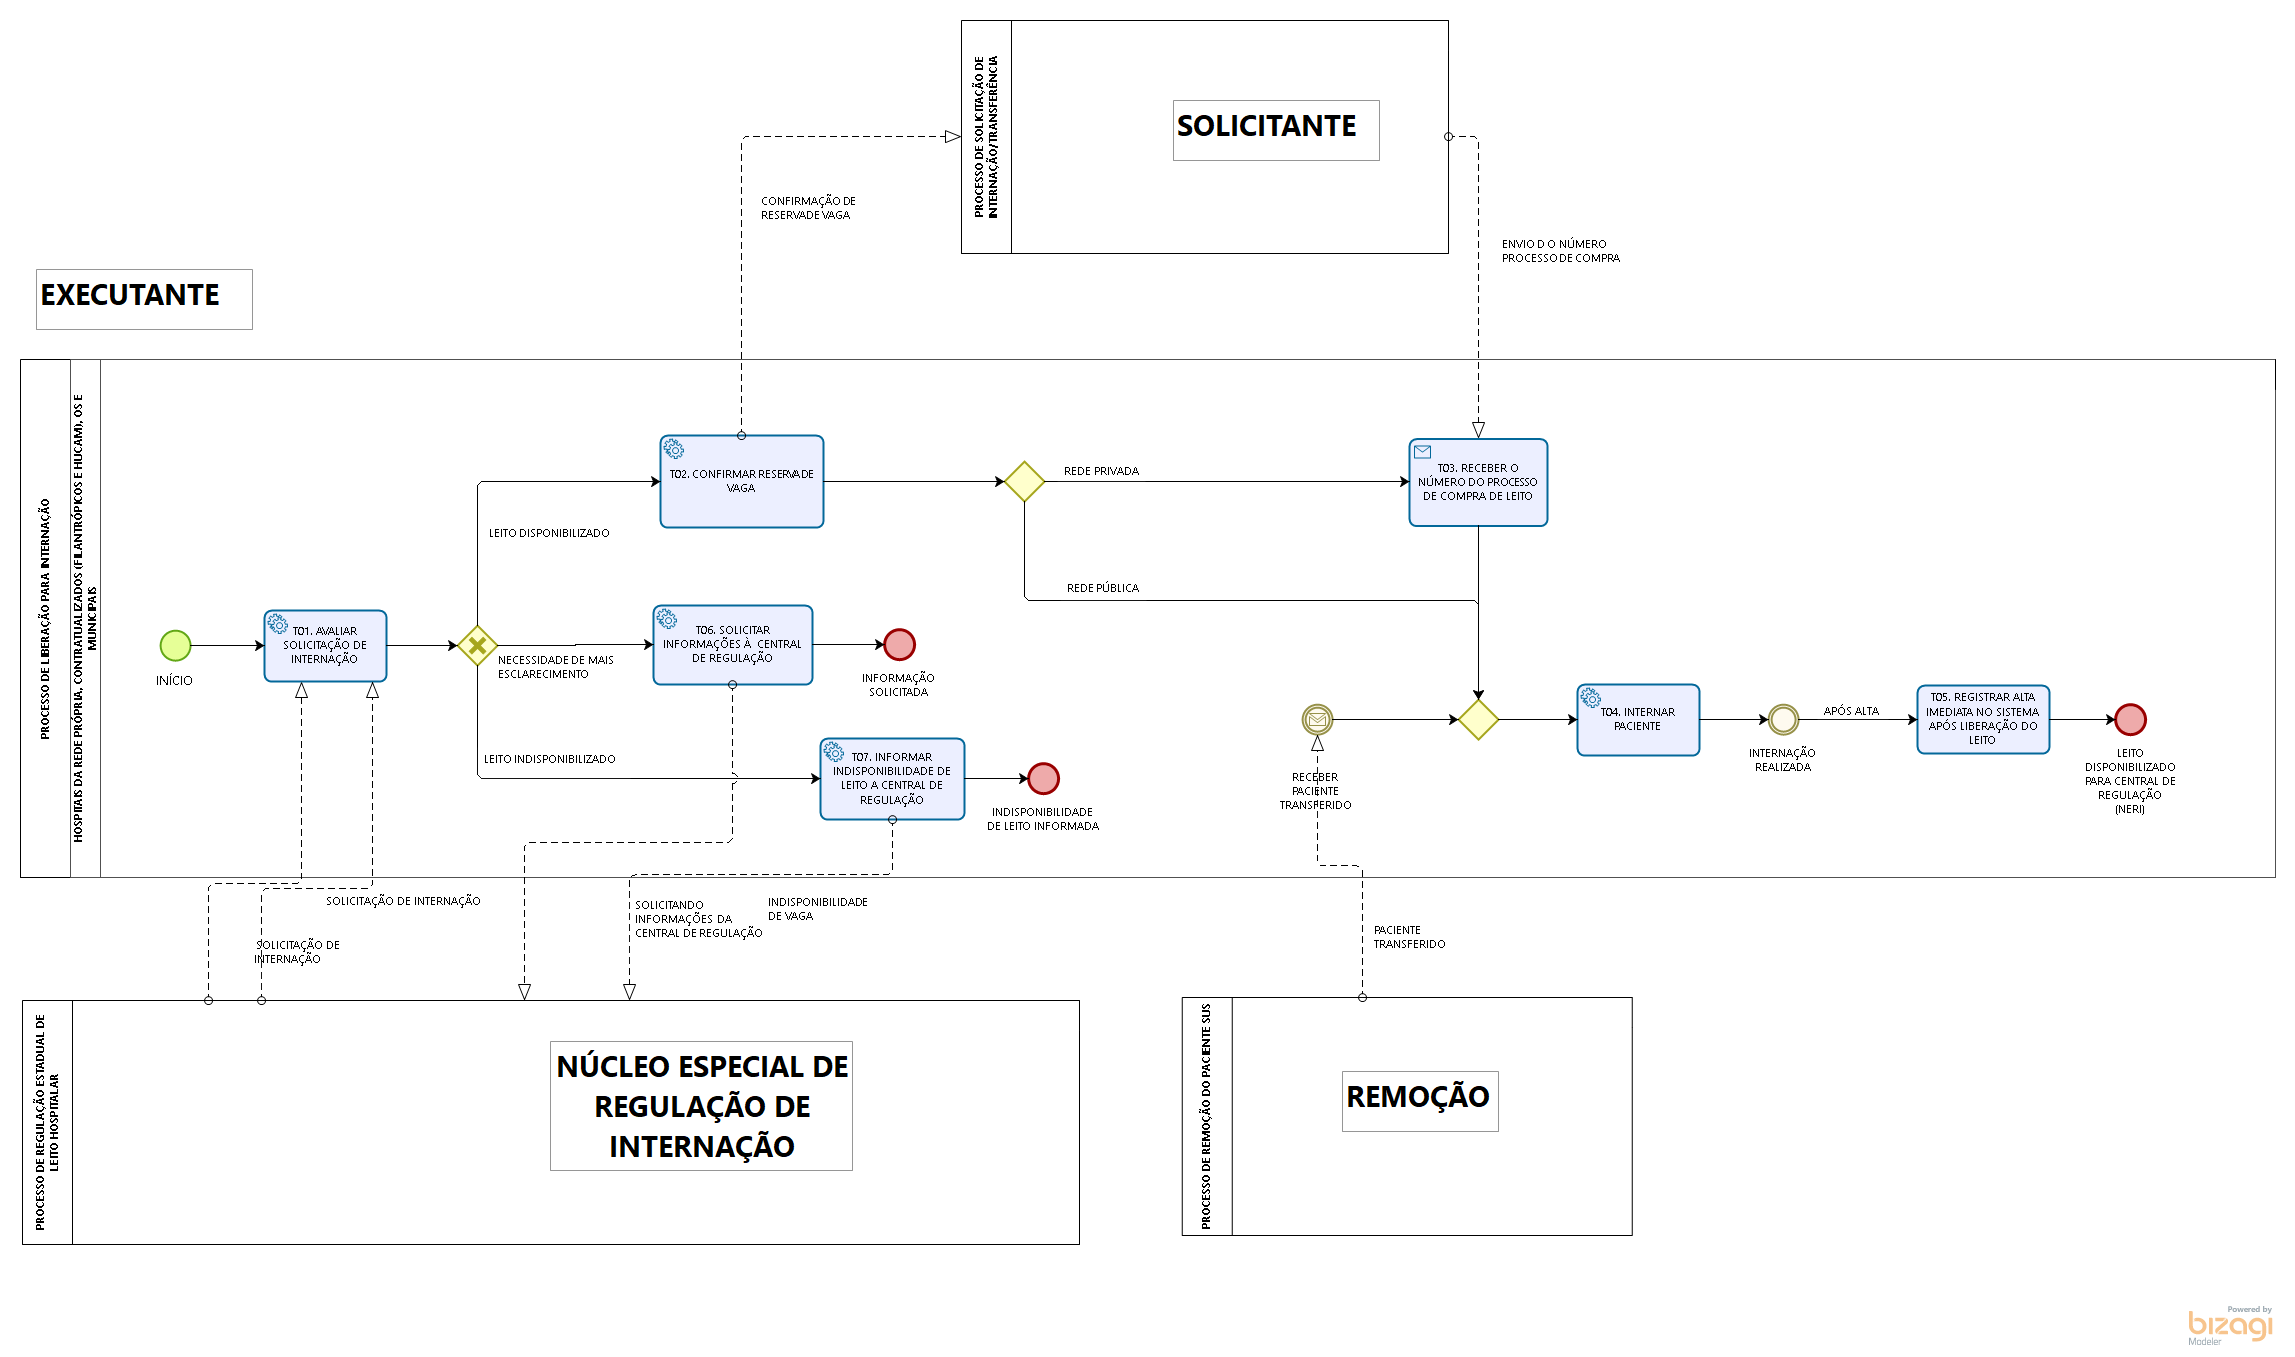 PROCESSO DE SOLICITAÇÃO DE
INTERNAÇÃO/TRANSFERÊNCIA
SOLICITANTE
CONFIRMAÇÃO DE
RESERVADE VAGA
ENVIO D O NÚMERO
PROCESSO DE COMPRA
EXECUTANTE
PROCESSO DE LIBERAÇÃO PARA INTERNAÇÃO
HOSPITAIS DA REDE PRÓPRIA, CONTRATUALIZADOS (FILANTRÓPICOS E HUCAM), OS E
MUNICIPAIS
T02. CONFIRMAR RESERVADE
VAGA
REDE PRIVADA
T03. RECEBER O
NÚMERO DO PROCESSO
DE COMPRA DE LEITO
LEITO DISPONIBILIZADO
REDE PÚBLICA
INÍCIO
T01. AVALIAR
SOLICITAÇÃO DE
INTERNAÇÃO
NECESSIDADE DE MAIS
ESCLARECIMENTO
T06. SOLICITAR
INFORMAÇÕES À CENTRAL
DE REGULAÇÃO
INFORMAÇÃO
SOLICITADA
LEITO INDISPONIBILIZADO
T07. INFORMAR
INDISPONIBILIDADE DE
LEITO A CENTRAL DE
REGULAÇÃO
INDISPONIBILIDADE
DE LEITO INFORMADA
RECEBER
PACIENTE
TRANSFERIDO
T04. INTERNAR
PACIENTE
INTERNAÇÃO
REALIZADA
APÓS ALTA
T05. REGISTRAR ALTA
IMEDIATA NO SISTEMA
APÓS LIBERAÇÃO DO
LEITO
LEITO
DISPONIBILIZADO
PARA CENTRAL DE
REGULAÇÃO
(NERI)
SOLICITAÇÃO DE INTERNAÇÃO
SOLICITAÇÃO DE
INTERNAÇÃO
SOLICITANDO
INFORMAÇÕES DA
CENTRAL DE REGULAÇÃO
INDISPONIBILIDADE
DE VAGA
PACIENTE
TRANSFERIDO
PROCESSO DE REGULAÇÃO ESTADUAL DE
LEITO HOSPITALAR
NÚCLEO ESPECIAL DE
REGULAÇÃO DE
INTERNAÇÃO
PROCESSO DE REMOÇÃO DO PACIENTE SUS
REMOÇÃO
Powered by
bizagi
Modeler